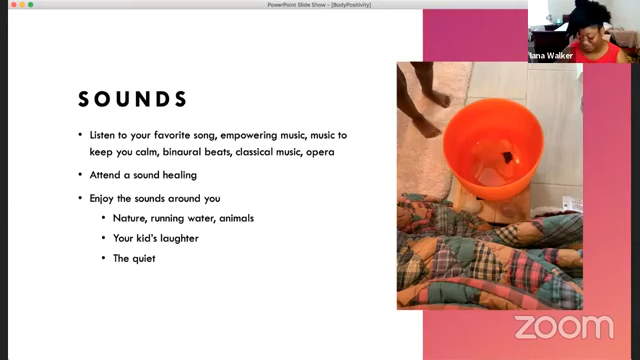 PowerPoint Slide Show - [BodyPositivity]
lana Walker
SOUNDS
• Listen to your favorite song, empowering music, music to
keep you calm, binaural beats, classical music, opera
• Attend a sound healing
• Enjoy the sounds around you
• Nature, running water, animals
• Your kid's laughter
• The quiet
zoom